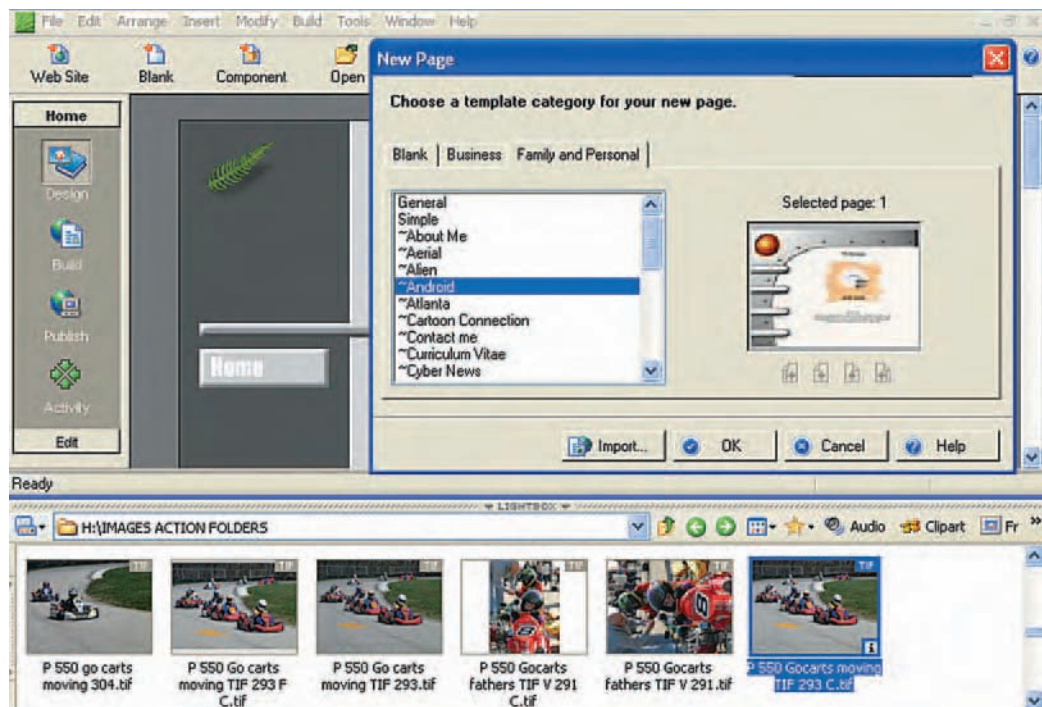 File Edit Arrange Insert Modify Build Tools Window Help
Web Site Blank Component Open
New Page
Choose a template category for your new page.
Blank Business Family and Personal
General
Simple
~About Me
~Aerial
~Alien
~Android
~Atlanta
~Cartoon Connection
~Contact me
~Curriculum Vitae
~Cyber News
Selected page: 1
Import... OK Cancel Help
Home
Design
Build
Publish
Activity
Edit
Home
Ready
LIGHTBOX
H:\IMAGES ACTION FOLDERS
Audio Clipart Fr
TIF TIF TIF TIF TIF TIF
P 550 go carts
moving 304.tif
P 550 Go carts
moving TIF 293 F
C.tif
P 550 Go carts
moving TIF 293.tif
P 550 Gocarts
fathers TIF V 291
C.tif
P 550 Gocarts
fathers TIF V 291.tif
P 550 Gocarts moving
TIF 293 C.tif
8
8